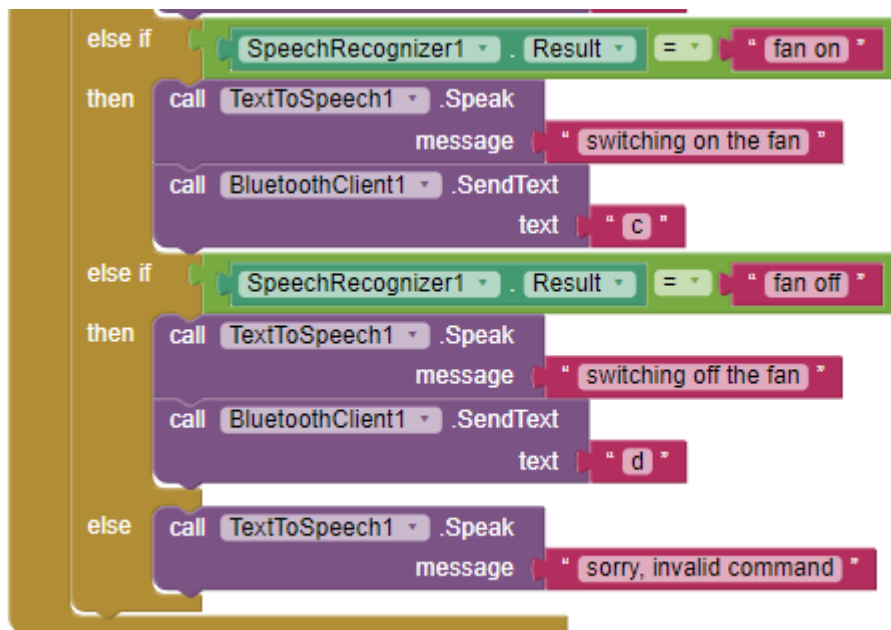 else if SpeechRecognizer1 . Result = “ fan on ”
then call TextToSpeech1 .Speak
message “ switching on the fan ”
call BluetoothClient1 .SendText
text “ c ”
else if SpeechRecognizer1 . Result = “ fan off ”
then call TextToSpeech1 .Speak
message “ switching off the fan ”
call BluetoothClient1 .SendText
text “ d ”
else call TextToSpeech1 .Speak
message “ sorry, invalid command ”